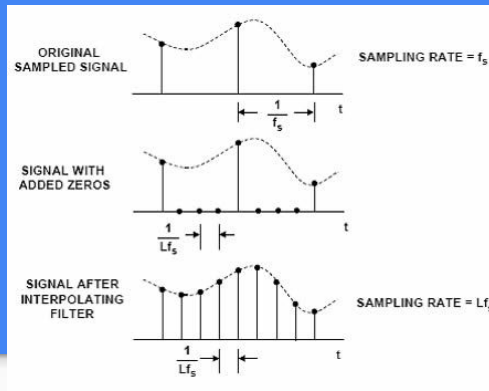 ORIGINAL
SAMPLED SIGNAL
SAMPLING RATE = fs
1
fs
t
SIGNAL WITH
ADDED ZEROS
1
Lfs
t
SIGNAL AFTER
INTERPOLATING
FILTER
SAMPLING RATE = Lf
1
Lfs
t